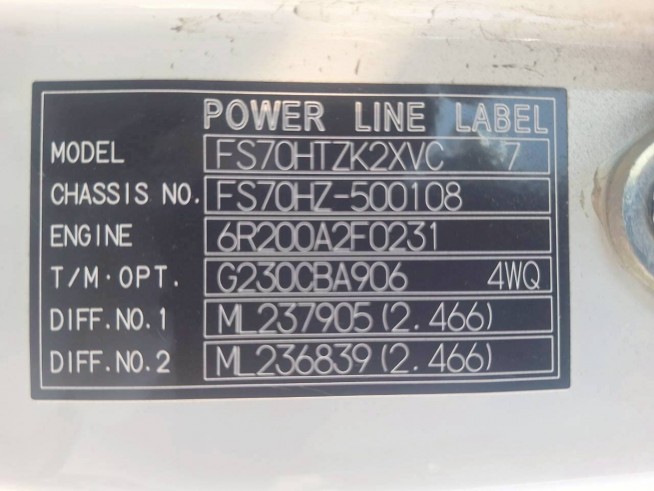 POWER LINE LABEL
MODEL FS70HTZK2XVC 7
CHASSIS NO. FS70HZ-500108
ENGINE 6R200A2F0231
T/M·OPT. G230CBA906 4WQ
DIFF.NO.1 ML237905(2.466)
DIFF.NO.2 ML236839(2.466)